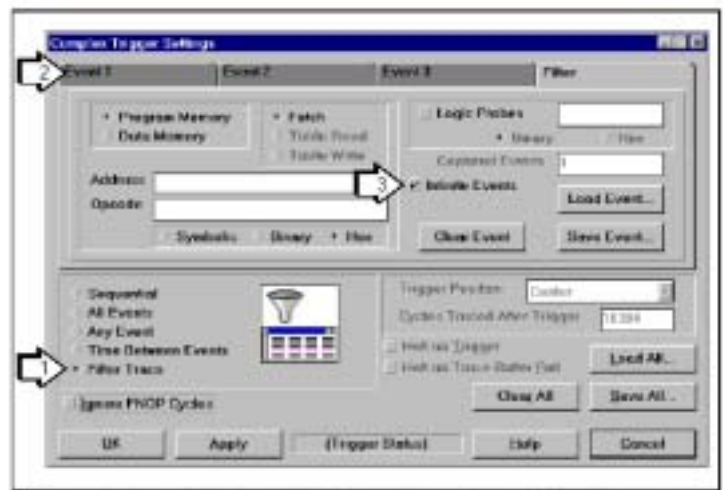 Complex Trigger Settings
2
Event 1
Event 2
Event 3
Filter
Program Memory
Data Memory
Fetch
Table Read
Table Write
Logic Probes
Binary
Hex
Captured Events
1
3
Infinite Events
Address
Opcode
Load Event...
Symbolic
Binary
Hex
Clear Event
Save Event...
Sequential
All Events
Any Event
Time Between Events
1
Filter Trace
Trigger Position
Center
Cycles Traced After Trigger
16384
Halt on Trigger
Halt on Trace Buffer Full
Load All...
Ignore FNOP Cycles
Clear All
Save All...
OK
Apply
(Trigger Status)
Help
Cancel